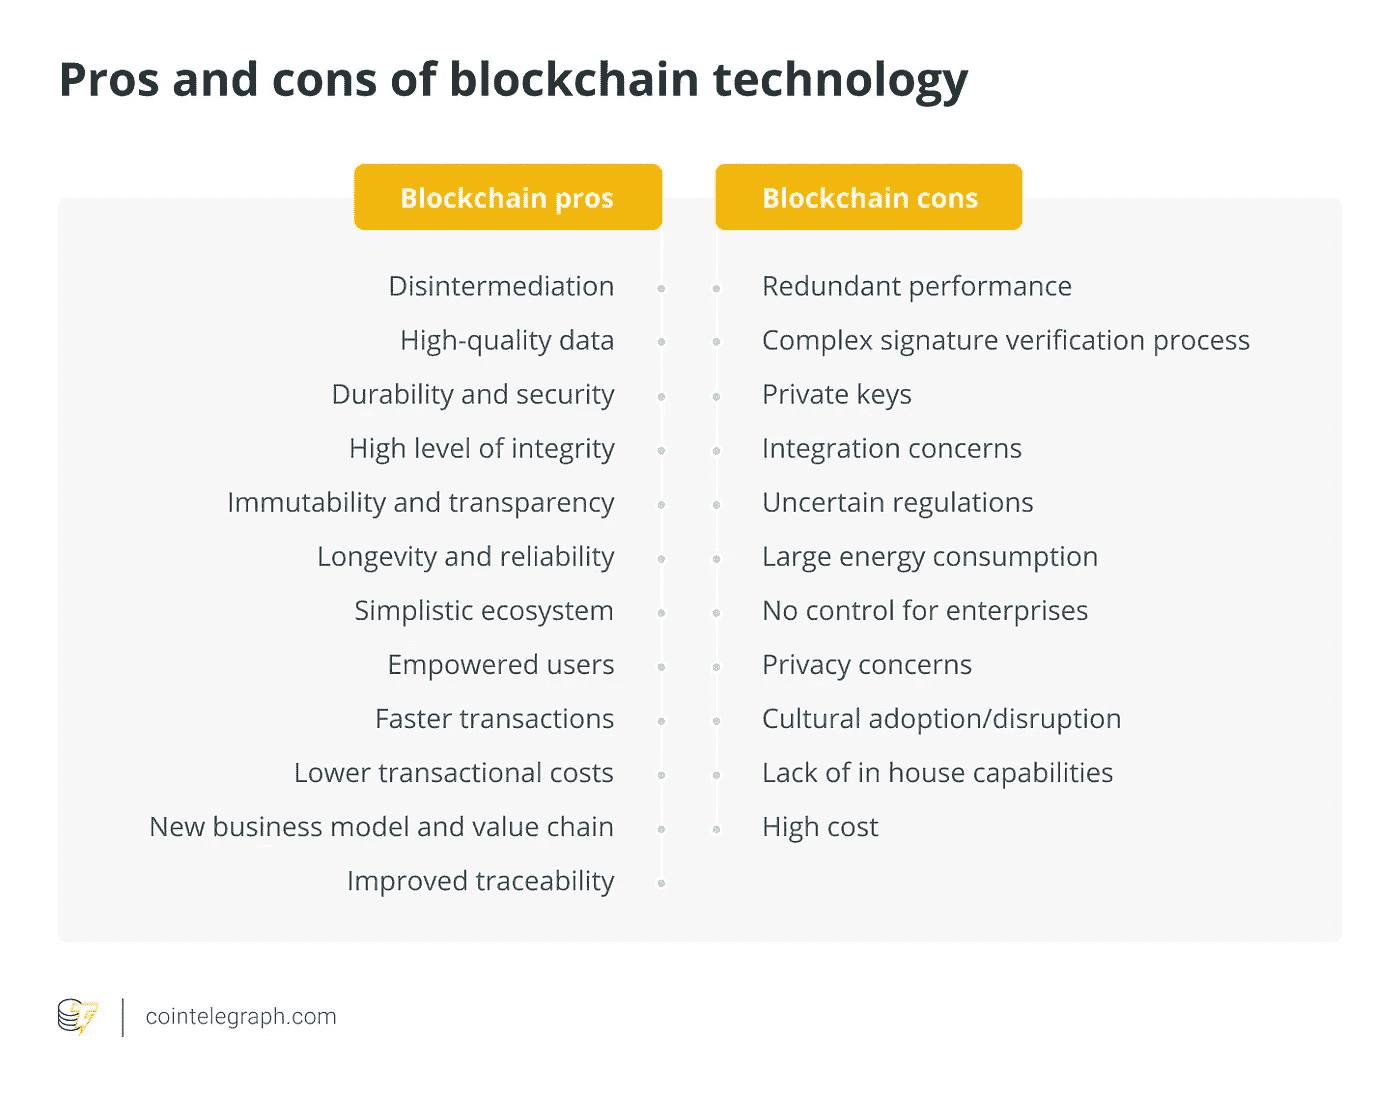 Pros and cons of blockchain technology
Blockchain pros
Disintermediation
High-quality data
Durability and security
High level of integrity
Immutability and transparency
Longevity and reliability
Simplistic ecosystem
Empowered users
Faster transactions
Lower transactional costs
New business model and value chain
Improved traceability
Blockchain cons
Redundant performance
Complex signature verification process
Private keys
Integration concerns
Uncertain regulations
Large energy consumption
No control for enterprises
Privacy concerns
Cultural adoption/disruption
Lack of in house capabilities
High cost
cointelegraph.com